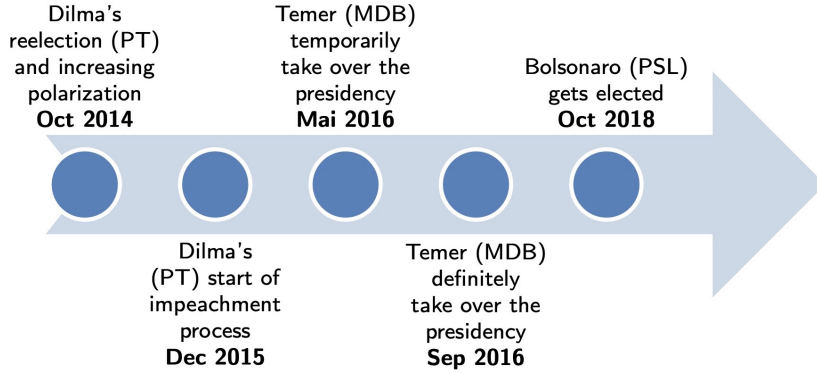 Dilma's
reelection (PT)
and increasing
polarization
Oct 2014
Dilma's
(PT) start of
impeachment
process
Dec 2015
Temer (MDB)
temporarily
take over the
presidency
Mai 2016
Temer (MDB)
definitely
take over the
presidency
Sep 2016
Bolsonaro (PSL)
gets elected
Oct 2018